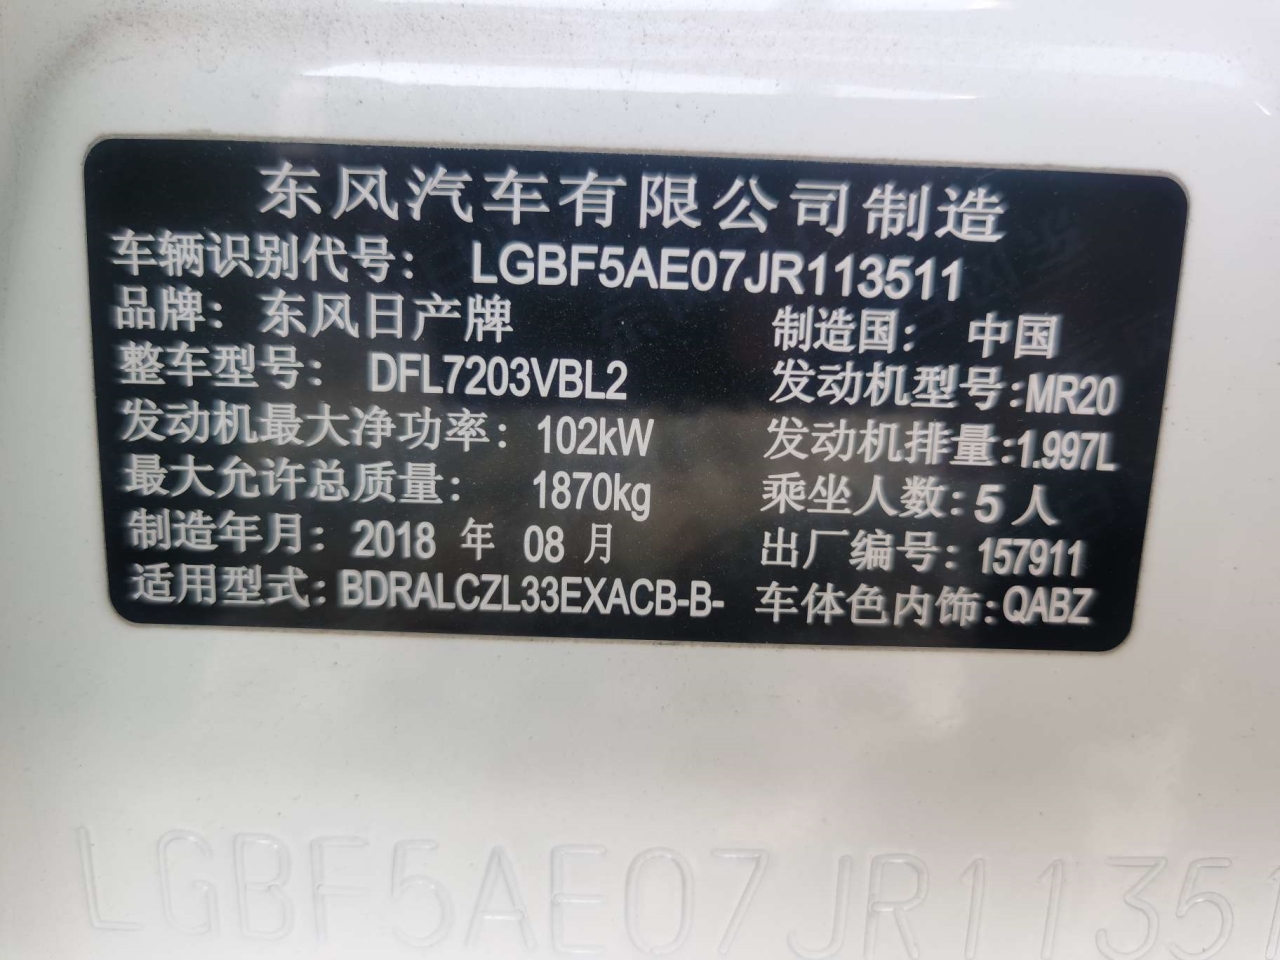 东风汽车有限公司制造
车辆识别代号: LGBF5AE07JR113511
品牌: 东风日产牌 制造国: 中国
整车型号: DFL7203VBL2 发动机型号:MR20
发动机最大净功率: 102kW 发动机排量:1.997L
最大允许总质量: 1870kg 乘坐人数:5人
制造年月: 2018 年 08 月 出厂编号: 157911
适用型式:BDRALCZL33EXACB-B- 车体色内饰:QABZ
LGBF5AE07JR11351